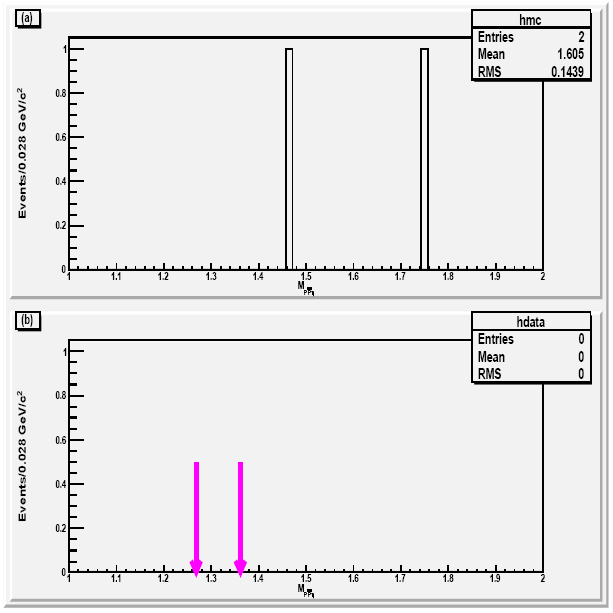 (a)
hmc
Entries 2
Mean 1.605
RMS 0.1439
Events/0.028 GeV/c²
1
0.8
0.6
0.4
0.2
0
1 1.1 1.2 1.3 1.4 1.5 1.6 1.7 1.8 1.9 2
(b)
hdata
Entries 0
Mean 0
RMS 0
Events/0.028 GeV/c²
1
0.8
0.6
0.4
0.2
0
1 1.1 1.2 1.3 1.4 1.5 1.6 1.7 1.8 1.9 2